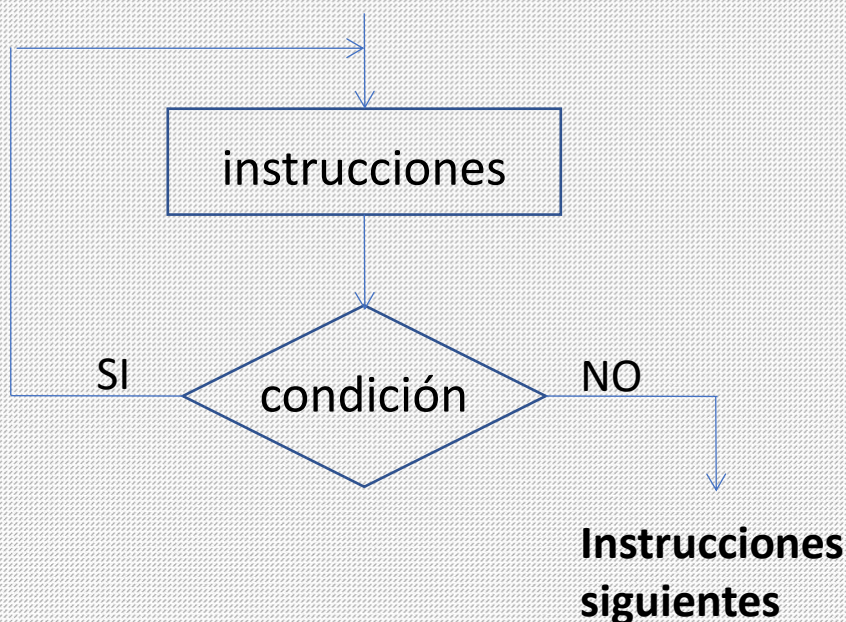 instrucciones
SI
condición
NO
Instrucciones
siguientes